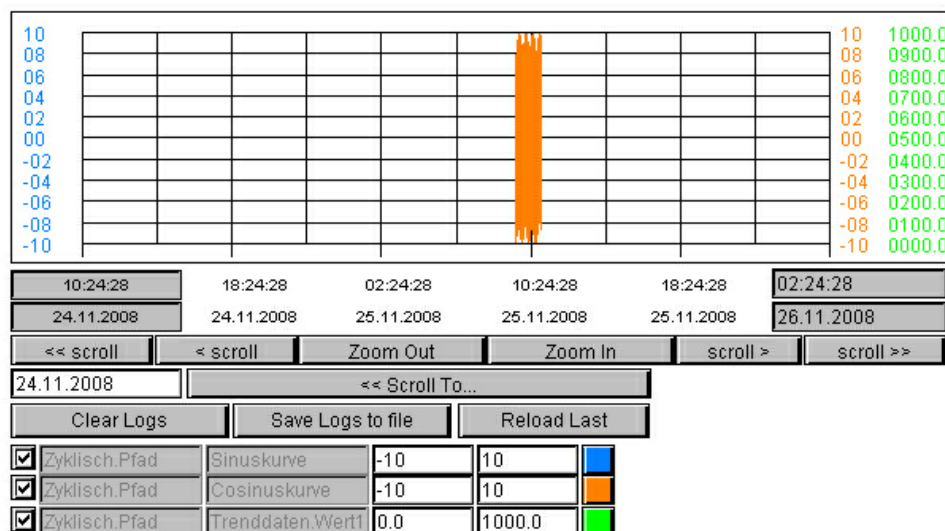 10 10 1000.0
08 08 0900.0
06 06 0800.0
04 04 0700.0
02 02 0600.0
00 00 0500.0
-02 -02 0400.0
-04 -04 0300.0
-06 -06 0200.0
-08 -08 0100.0
-10 -10 0000.0
10:24:28 18:24:28 02:24:28 10:24:28 18:24:28 02:24:28
24.11.2008 24.11.2008 25.11.2008 25.11.2008 25.11.2008 26.11.2008
<< scroll < scroll Zoom Out Zoom In scroll > scroll >>
24.11.2008 << Scroll To...
Clear Logs Save Logs to file Reload Last
Zyklisch.Pfad Sinuskurve -10 10
Zyklisch.Pfad Cosinuskurve -10 10
Zyklisch.Pfad Trenddaten.Wert1 0.0 1000.0